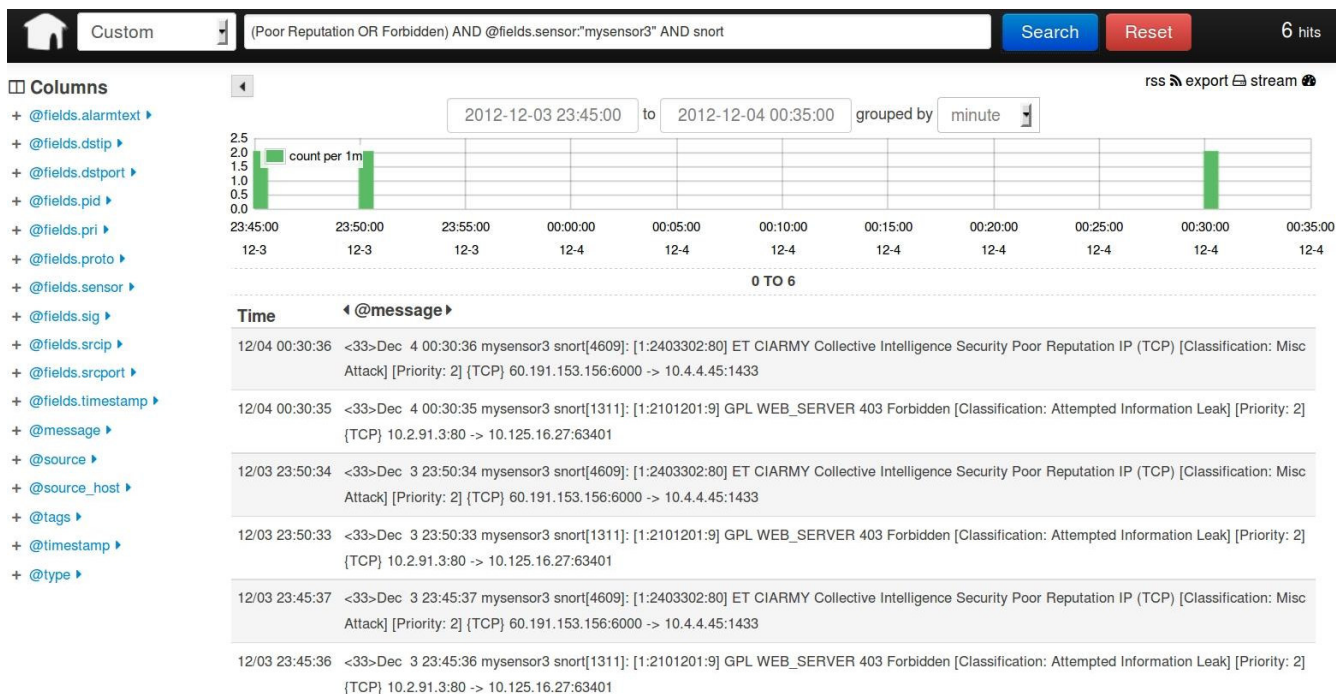 Custom
(Poor Reputation OR Forbidden) AND @fields.sensor:"mysensor3" AND snort
Search
Reset
6 hits
Columns
+ @fields.alarmtext
+ @fields.dstip
+ @fields.dstport
+ @fields.pid
+ @fields.pri
+ @fields.proto
+ @fields.sensor
+ @fields.sig
+ @fields.srcip
+ @fields.srcport
+ @fields.timestamp
+ @message
+ @source
+ @source_host
+ @tags
+ @timestamp
+ @type
rss export stream
2012-12-03 23:45:00 to 2012-12-04 00:35:00 grouped by minute
2.5
2.0
1.5
1.0
0.5
0.0
count per 1m
23:45:00 23:50:00 23:55:00 00:00:00 00:05:00 00:10:00 00:15:00 00:20:00 00:25:00 00:30:00 00:35:00
12-3 12-3 12-3 12-4 12-4 12-4 12-4 12-4 12-4 12-4 12-4
0 TO 6
Time @message
12/04 00:30:36 <33>Dec 4 00:30:36 mysensor3 snort[4609]: [1:2403302:80] ET CIARMY Collective Intelligence Security Poor Reputation IP (TCP) [Classification: Misc
Attack] [Priority: 2] {TCP} 60.191.153.156:6000 -> 10.4.4.45:1433
12/04 00:30:35 <33>Dec 4 00:30:35 mysensor3 snort[1311]: [1:2101201:9] GPL WEB_SERVER 403 Forbidden [Classification: Attempted Information Leak] [Priority: 2]
{TCP} 10.2.91.3:80 -> 10.125.16.27:63401
12/03 23:50:34 <33>Dec 3 23:50:34 mysensor3 snort[4609]: [1:2403302:80] ET CIARMY Collective Intelligence Security Poor Reputation IP (TCP) [Classification: Misc
Attack] [Priority: 2] {TCP} 60.191.153.156:6000 -> 10.4.4.45:1433
12/03 23:50:33 <33>Dec 3 23:50:33 mysensor3 snort[1311]: [1:2101201:9] GPL WEB_SERVER 403 Forbidden [Classification: Attempted Information Leak] [Priority: 2]
{TCP} 10.2.91.3:80 -> 10.125.16.27:63401
12/03 23:45:37 <33>Dec 3 23:45:37 mysensor3 snort[4609]: [1:2403302:80] ET CIARMY Collective Intelligence Security Poor Reputation IP (TCP) [Classification: Misc
Attack] [Priority: 2] {TCP} 60.191.153.156:6000 -> 10.4.4.45:1433
12/03 23:45:36 <33>Dec 3 23:45:36 mysensor3 snort[1311]: [1:2101201:9] GPL WEB_SERVER 403 Forbidden [Classification: Attempted Information Leak] [Priority: 2]
{TCP} 10.2.91.3:80 -> 10.125.16.27:63401